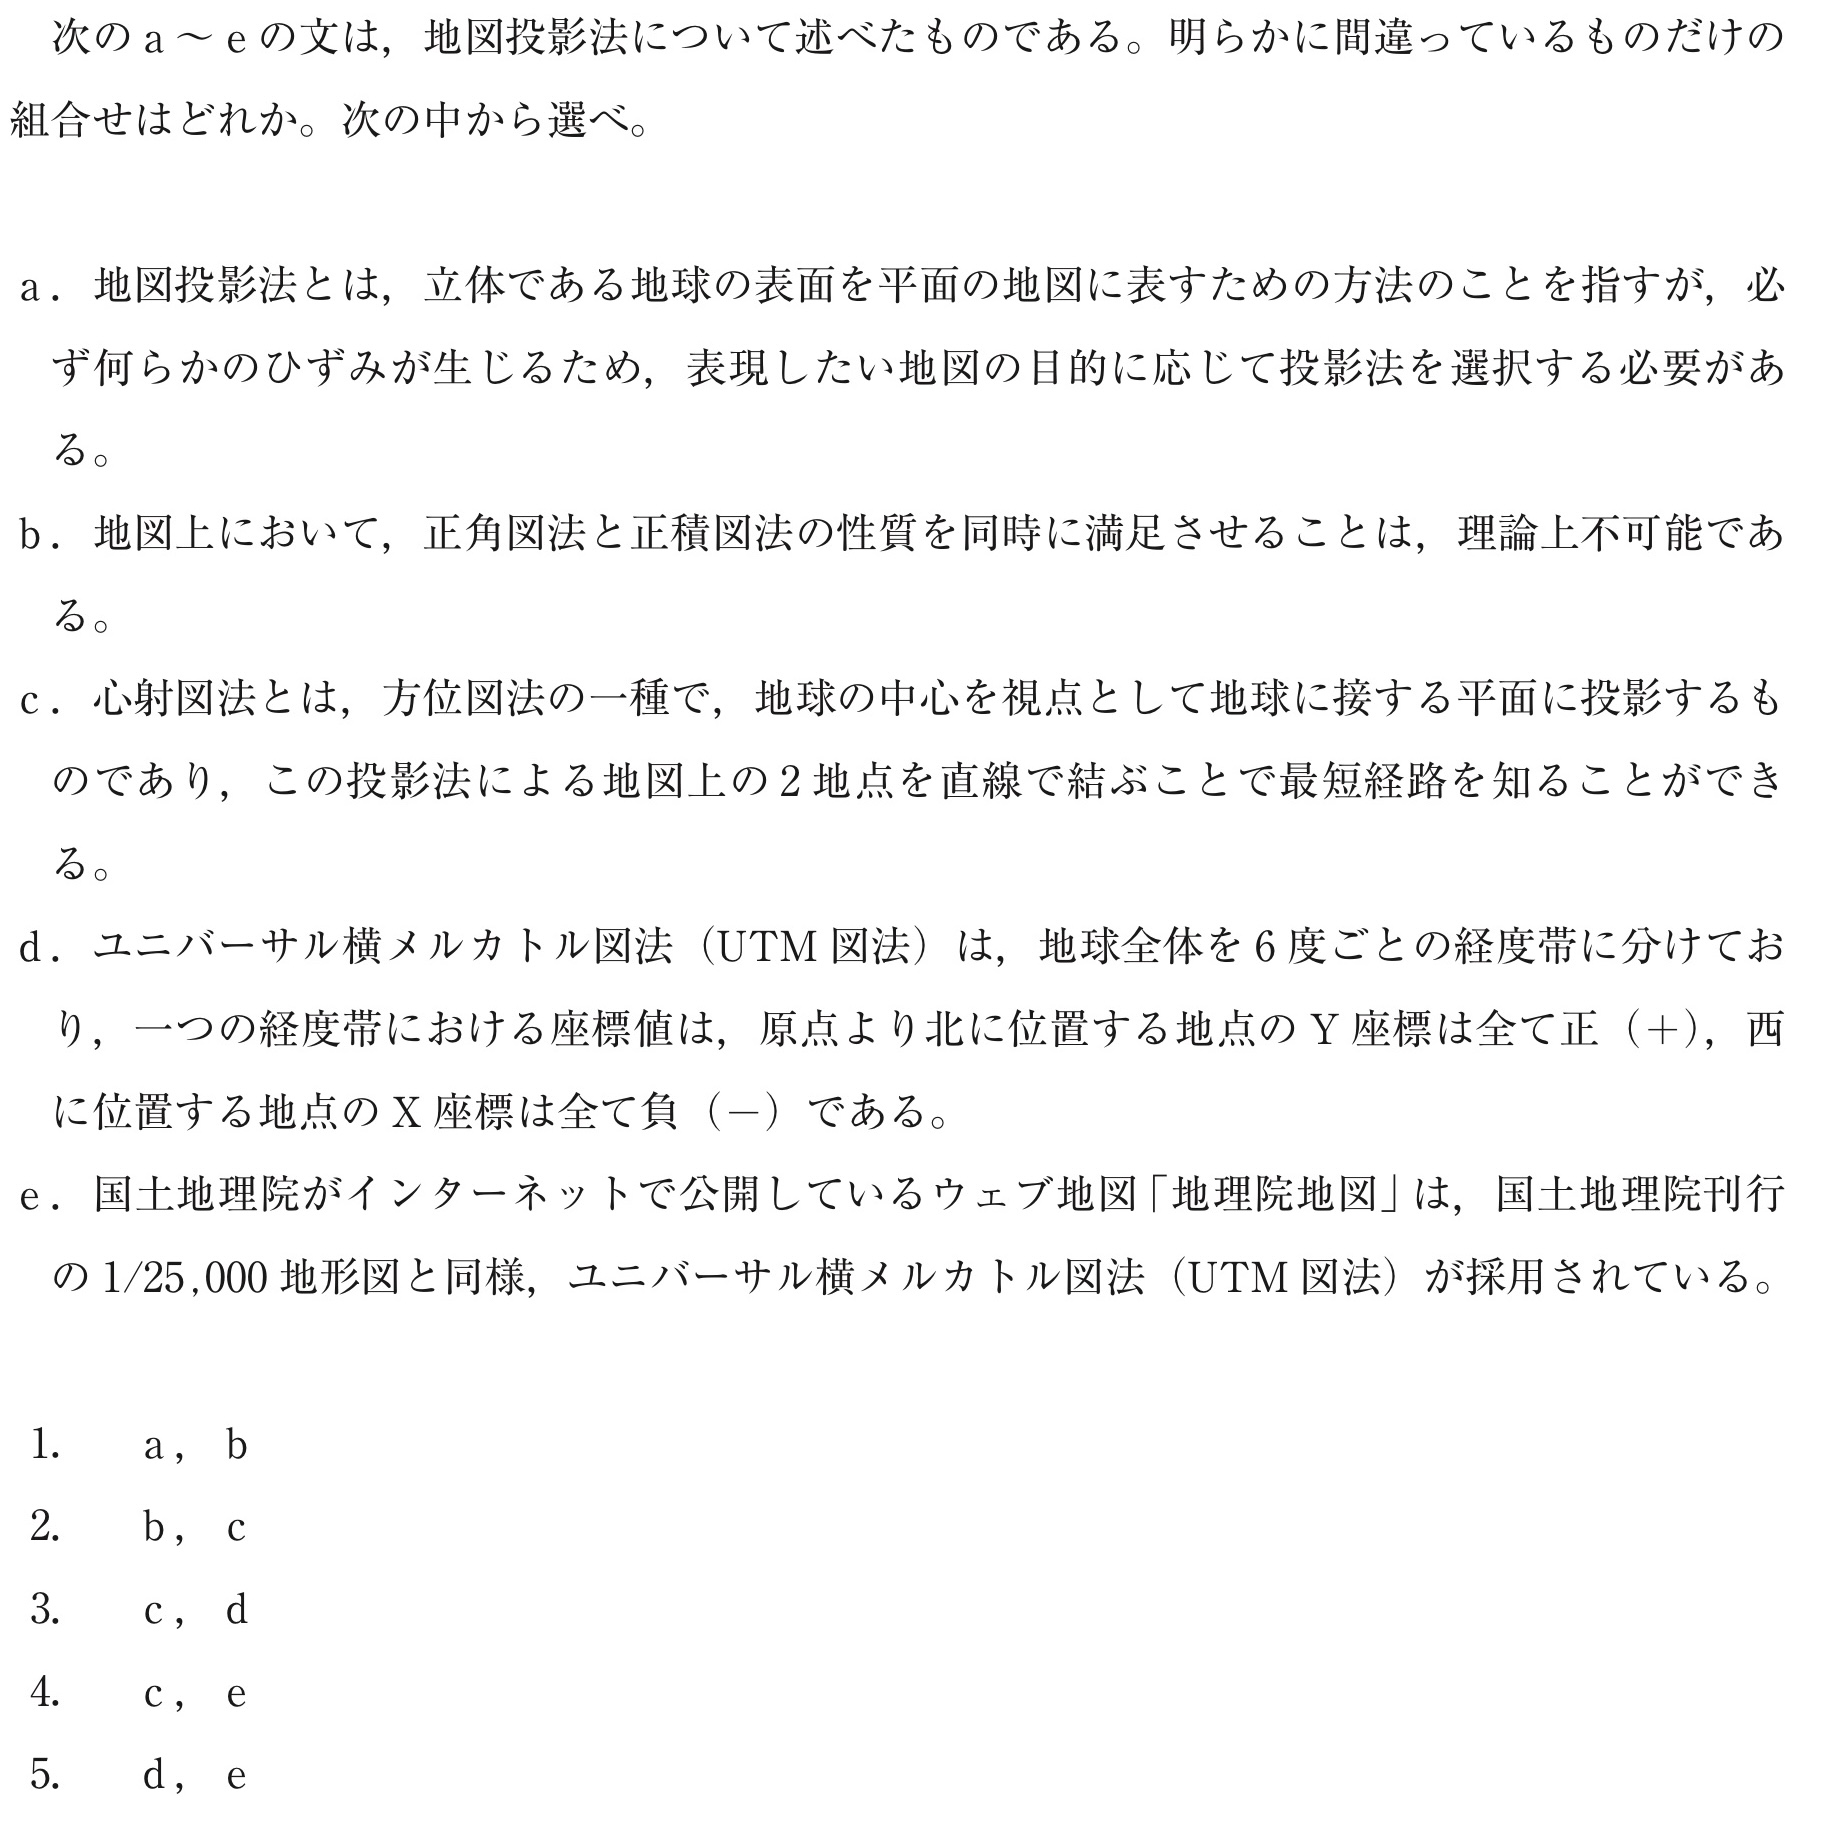 次の a ～ e の文は，地図投影法について述べたものである。明らかに間違っているものだけの
組合せはどれか。次の中から選べ。
a．地図投影法とは，立体である地球の表面を平面の地図に表すための方法のことを指すが，必
ず何らかのひずみが生じるため，表現したい地図の目的に応じて投影法を選択する必要があ
る。
b．地図上において，正角図法と正積図法の性質を同時に満足させることは，理論上不可能であ
る。
c．心射図法とは，方位図法の一種で，地球の中心を視点として地球に接する平面に投影するも
のであり，この投影法による地図上の 2 地点を直線で結ぶことで最短経路を知ることができ
る。
d．ユニバーサル横メルカトル図法（UTM 図法）は，地球全体を 6 度ごとの経度帯に分けてお
り，一つの経度帯における座標値は，原点より北に位置する地点の Y 座標は全て正（＋），西
に位置する地点の X 座標は全て負（－）である。
e．国土地理院がインターネットで公開しているウェブ地図「地理院地図」は，国土地理院刊行
の 1/25,000 地形図と同様，ユニバーサル横メルカトル図法（UTM 図法）が採用されている。
1. a， b
2. b， c
3. c， d
4. c， e
5. d， e